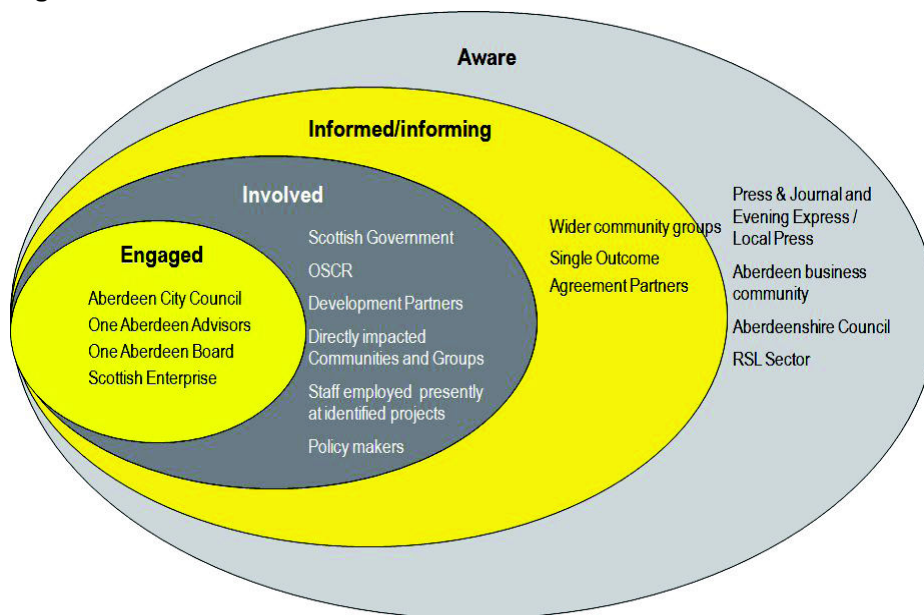 Aware
Informed/informing
Involved
Engaged
Aberdeen City Council
One Aberdeen Advisors
One Aberdeen Board
Scottish Enterprise
Scottish Government
OSCR
Development Partners
Directly impacted
Communities and Groups
Staff employed presently
at identified projects
Policy makers
Wider community groups
Single Outcome
Agreement Partners
Press & Journal and
Evening Express /
Local Press
Aberdeen business
community
Aberdeenshire Council
RSL Sector